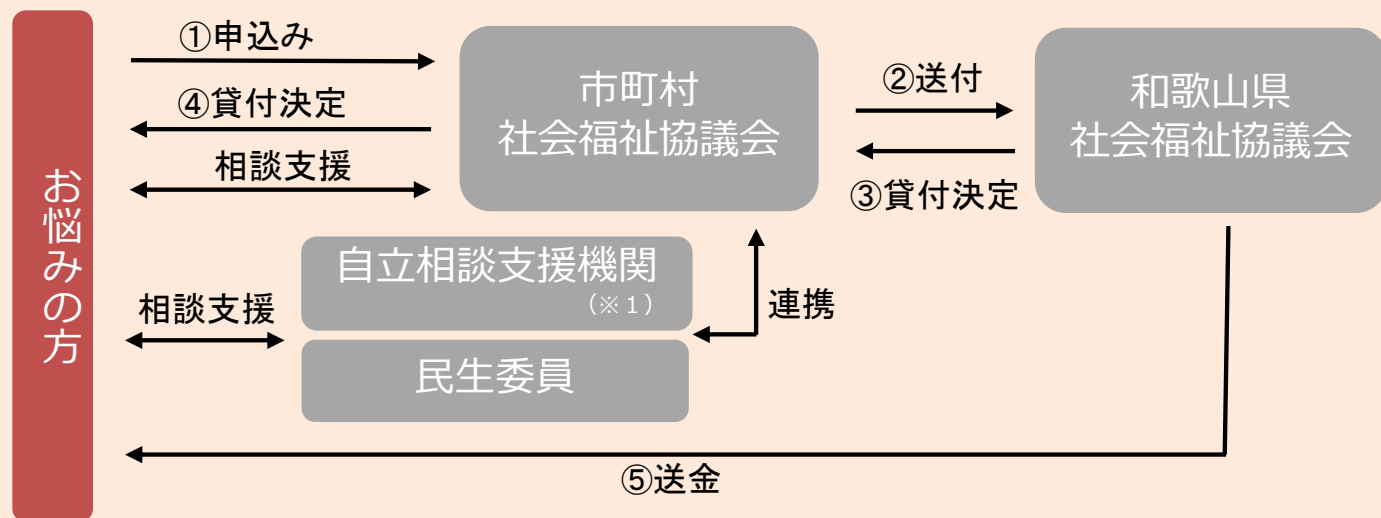 お悩みの方
①申込み
④貸付決定
相談支援
市町村
社会福祉協議会
②送付
③貸付決定
和歌山県
社会福祉協議会
自立相談支援機関
（※１）
民生委員
相談支援
連携
⑤送金